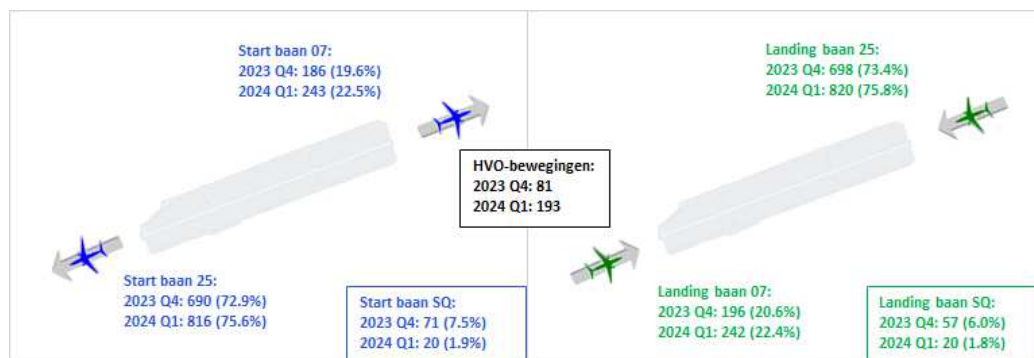 Start baan 07:
2023 Q4: 186 (19.6%)
2024 Q1: 243 (22.5%)
Start baan 25:
2023 Q4: 690 (72.9%)
2024 Q1: 816 (75.6%)
Start baan SQ:
2023 Q4: 71 (7.5%)
2024 Q1: 20 (1.9%)
HVO-bewegingen:
2023 Q4: 81
2024 Q1: 193
Landing baan 25:
2023 Q4: 698 (73.4%)
2024 Q1: 820 (75.8%)
Landing baan 07:
2023 Q4: 196 (20.6%)
2024 Q1: 242 (22.4%)
Landing baan SQ:
2023 Q4: 57 (6.0%)
2024 Q1: 20 (1.8%)